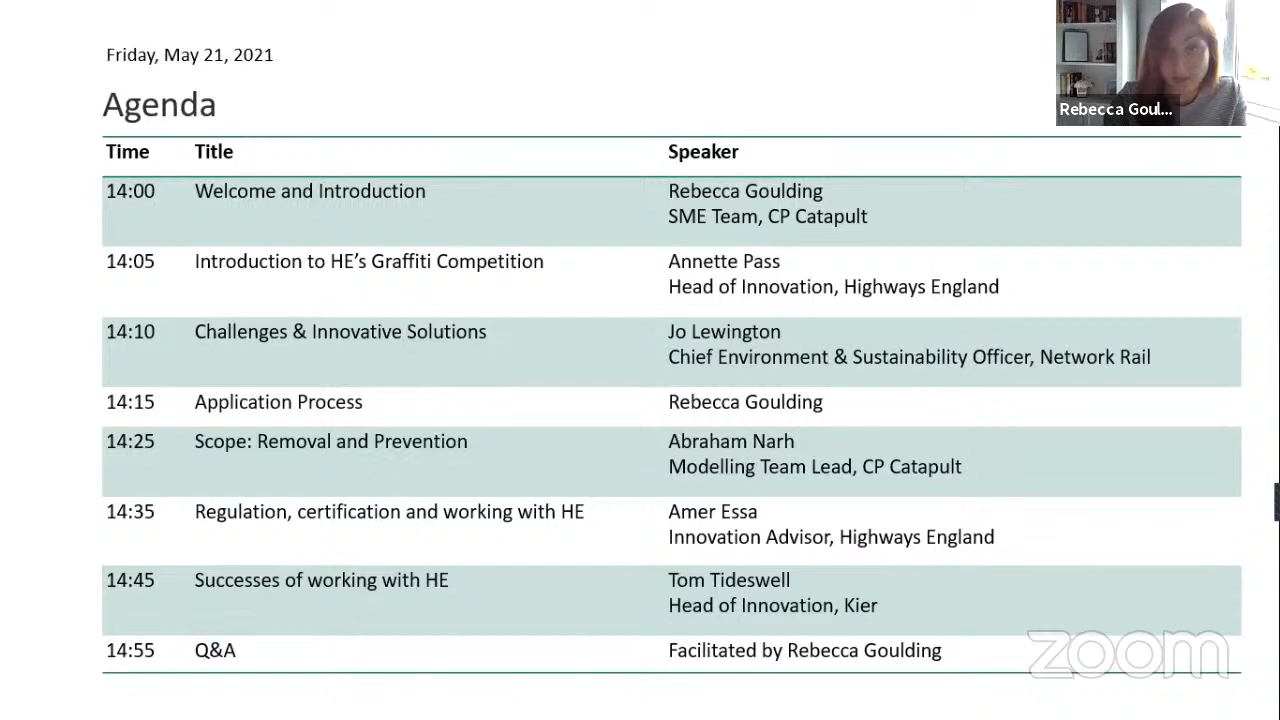 Friday, May 21, 2021
Agenda
Rebecca Goul...
Time Title Speaker
14:00 Welcome and Introduction Rebecca Goulding
SME Team, CP Catapult
14:05 Introduction to HE’s Graffiti Competition Annette Pass
Head of Innovation, Highways England
14:10 Challenges & Innovative Solutions Jo Lewington
Chief Environment & Sustainability Officer, Network Rail
14:15 Application Process Rebecca Goulding
14:25 Scope: Removal and Prevention Abraham Narh
Modelling Team Lead, CP Catapult
14:35 Regulation, certification and working with HE Amer Essa
Innovation Advisor, Highways England
14:45 Successes of working with HE Tom Tideswell
Head of Innovation, Kier
14:55 Q&A Facilitated by Rebecca Goulding
zoom